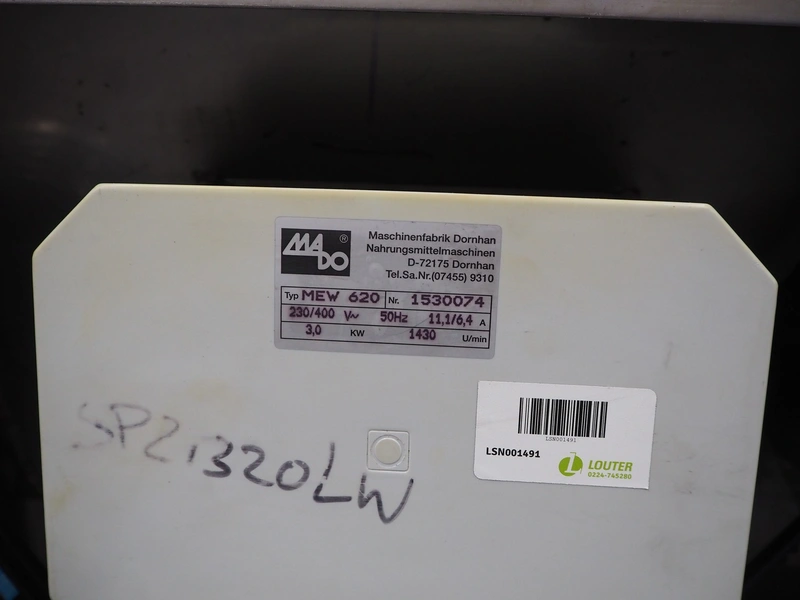 MADO ®
Maschinenfabrik Dornhan
Nahrungsmittelmaschinen
D-72175 Dornhan
Tel.Sa.Nr.(07455) 9310
Typ MEW 620 Nr. 1530074
230/400 V~ 50Hz 11,1/6,4 A
3,0 KW 1430 U/min
LSN001491
LSN001491
LOUTER
0224-745280
SP21320LW